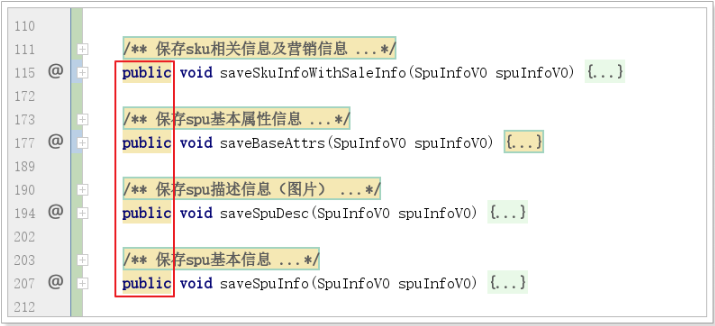 110
111 /** 保存sku相关信息及营销信息 ...*/
115 @ public void saveSkuInfoWithSaleInfo(SpuInfoVO spuInfoVO) {...}
172
173 /** 保存spu基本属性信息 ...*/
177 @ public void saveBaseAttrs(SpuInfoVO spuInfoVO) {...}
189
190 /** 保存spu描述信息（图片） ...*/
194 @ public void saveSpuDesc(SpuInfoVO spuInfoVO) {...}
202
203 /** 保存spu基本信息 ...*/
207 @ public void saveSpuInfo(SpuInfoVO spuInfoVO) {...}
212